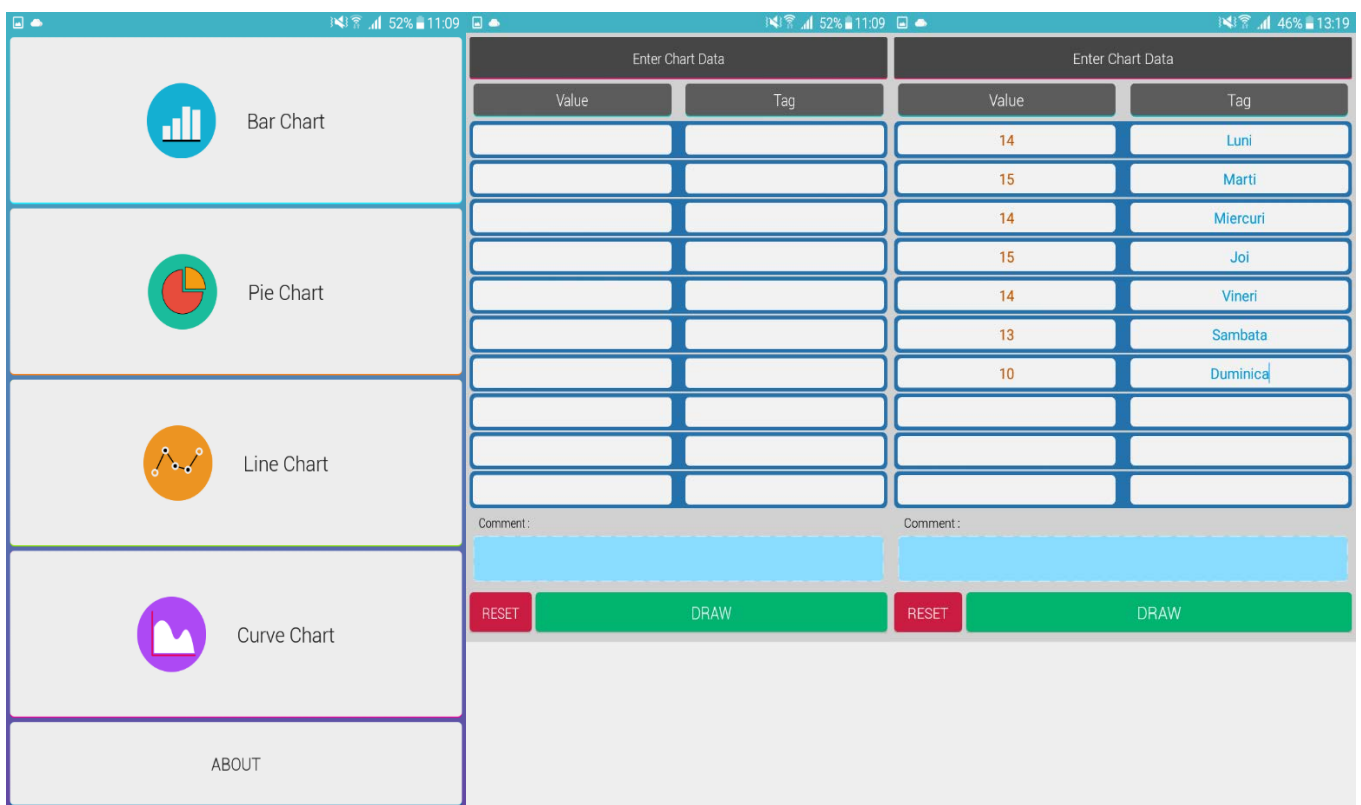 52% 11:09
Bar Chart
Pie Chart
Line Chart
Curve Chart
ABOUT
52% 11:09
Enter Chart Data
Value Tag
Comment :
RESET DRAW
46% 13:19
Enter Chart Data
Value Tag
14 Luni
15 Marti
14 Miercuri
15 Joi
14 Vineri
13 Sambata
10 Duminica
Comment :
RESET DRAW